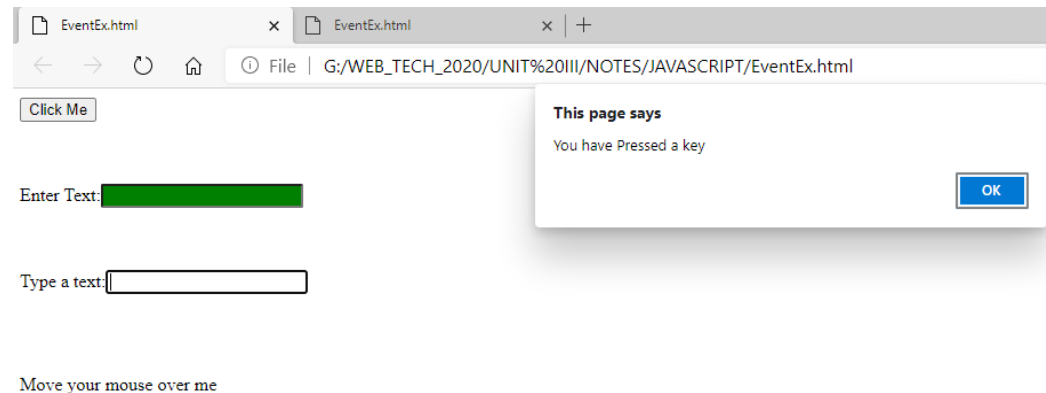 EventEx.html
EventEx.html
File | G:/WEB_TECH_2020/UNIT%20III/NOTES/JAVASCRIPT/EventEx.html
Click Me
This page says
You have Pressed a key
OK
Enter Text:
Type a text:
Move your mouse over me